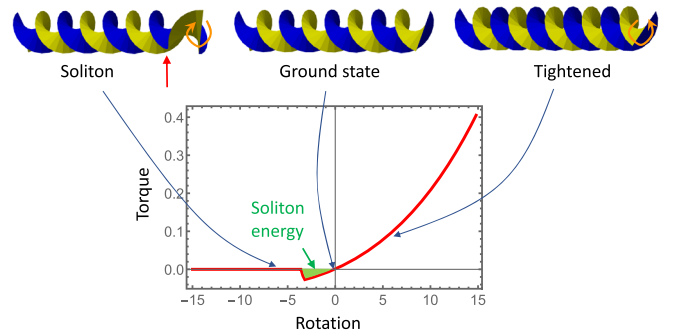 Soliton
Ground state
Tightened
0.4
0.3
0.2
0.1
0.0
Torque
Soliton
energy
−15
−10
−5
0
5
10
15
Rotation